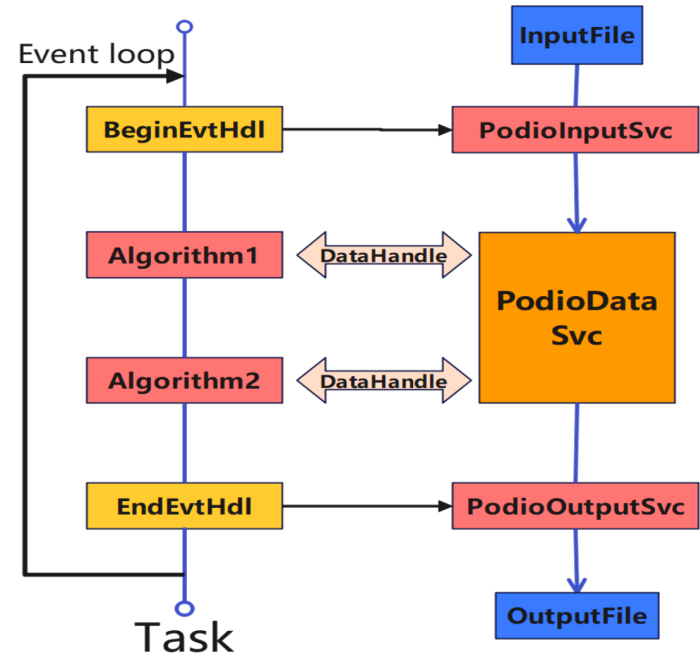 InputFile
Event loop
BeginEvtHdl
PodioInputSvc
Algorithm1
DataHandle
PodioData
Svc
Algorithm2
DataHandle
EndEvtHdl
PodioOutputSvc
OutputFile
Task